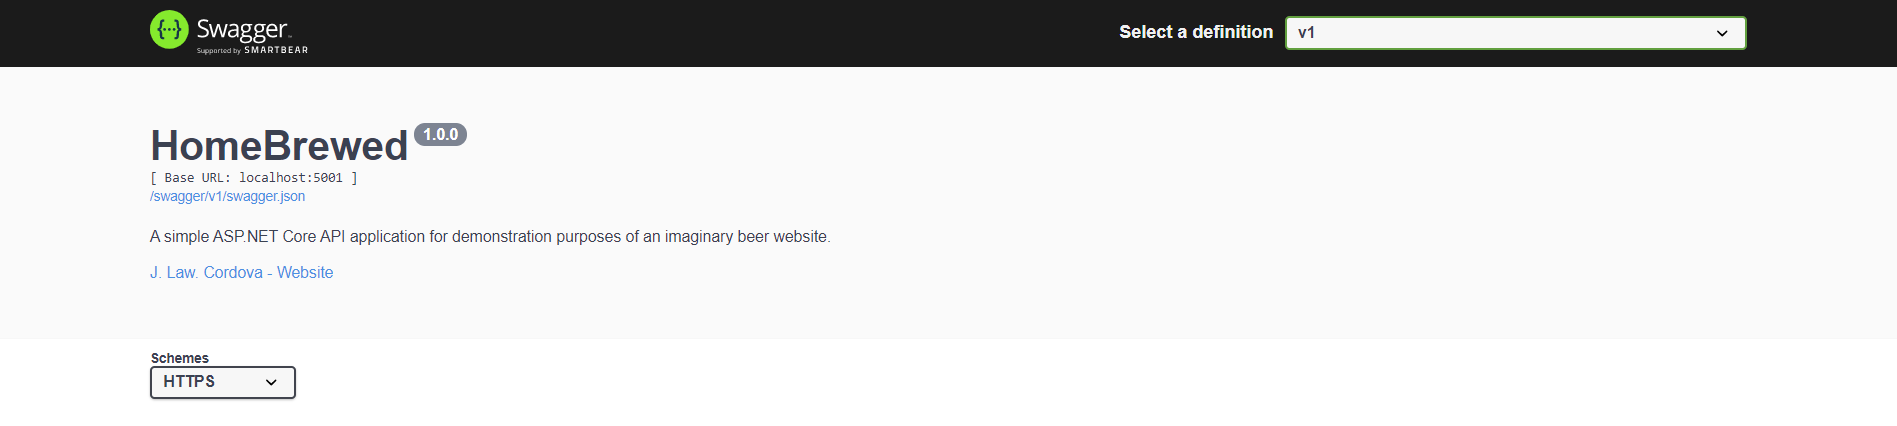 Swagger
Supported by SMARTBEAR
Select a definition
v1
HomeBrewed 1.0.0
[ Base URL: localhost:5001 ]
/swagger/v1/swagger.json
A simple ASP.NET Core API application for demonstration purposes of an imaginary beer website.
J. Law. Cordova - Website
Schemes
HTTPS